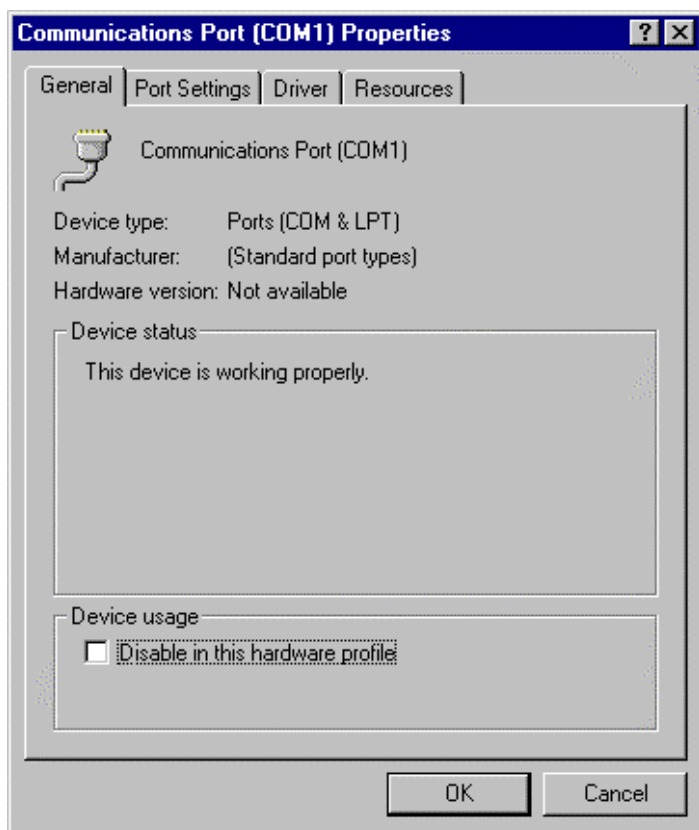 Communications Port (COM1) Properties
General Port Settings Driver Resources
Communications Port (COM1)
Device type: Ports (COM & LPT)
Manufacturer: (Standard port types)
Hardware version: Not available
Device status
This device is working properly.
Device usage
Disable in this hardware profile
OK Cancel